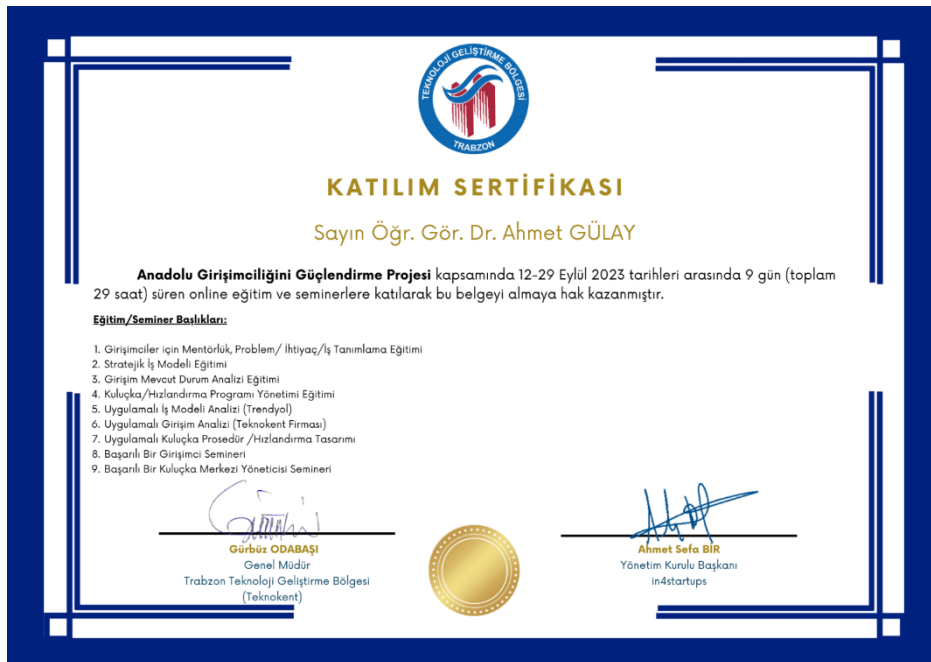 TEKNOLOJİ GELİŞTİRME BÖLGESİ
TRABZON
KATILIM SERTİFİKASI
Sayın Öğr. Gör. Dr. Ahmet GÜLAY
Anadolu Girişimciliğini Güçlendirme Projesi kapsamında 12-29 Eylül 2023 tarihleri arasında 9 gün (toplam
29 saat) süren online eğitim ve seminerlere katılarak bu belgeyi almaya hak kazanmıştır.
Eğitim/Seminer Başlıkları:
1. Girişimciler için Mentörlük, Problem/ İhtiyaç/İş Tanımlama Eğitimi
2. Stratejik İş Modeli Eğitimi
3. Girişim Mevcut Durum Analizi Eğitimi
4. Kuluçka/Hızlandırma Programı Yönetimi Eğitimi
5. Uygulamalı İş Modeli Analizi (Trendyol)
6. Uygulamalı Girişim Analizi (Teknokent Firması)
7. Uygulamalı Kuluçka Prosedür /Hızlandırma Tasarımı
8. Başarılı Bir Girişimci Semineri
9. Başarılı Bir Kuluçka Merkezi Yöneticisi Semineri
Gürbüz ODABAŞI
Genel Müdür
Trabzon Teknoloji Geliştirme Bölgesi
(Teknokent)
Ahmet Sefa BİR
Yönetim Kurulu Başkanı
in4startups